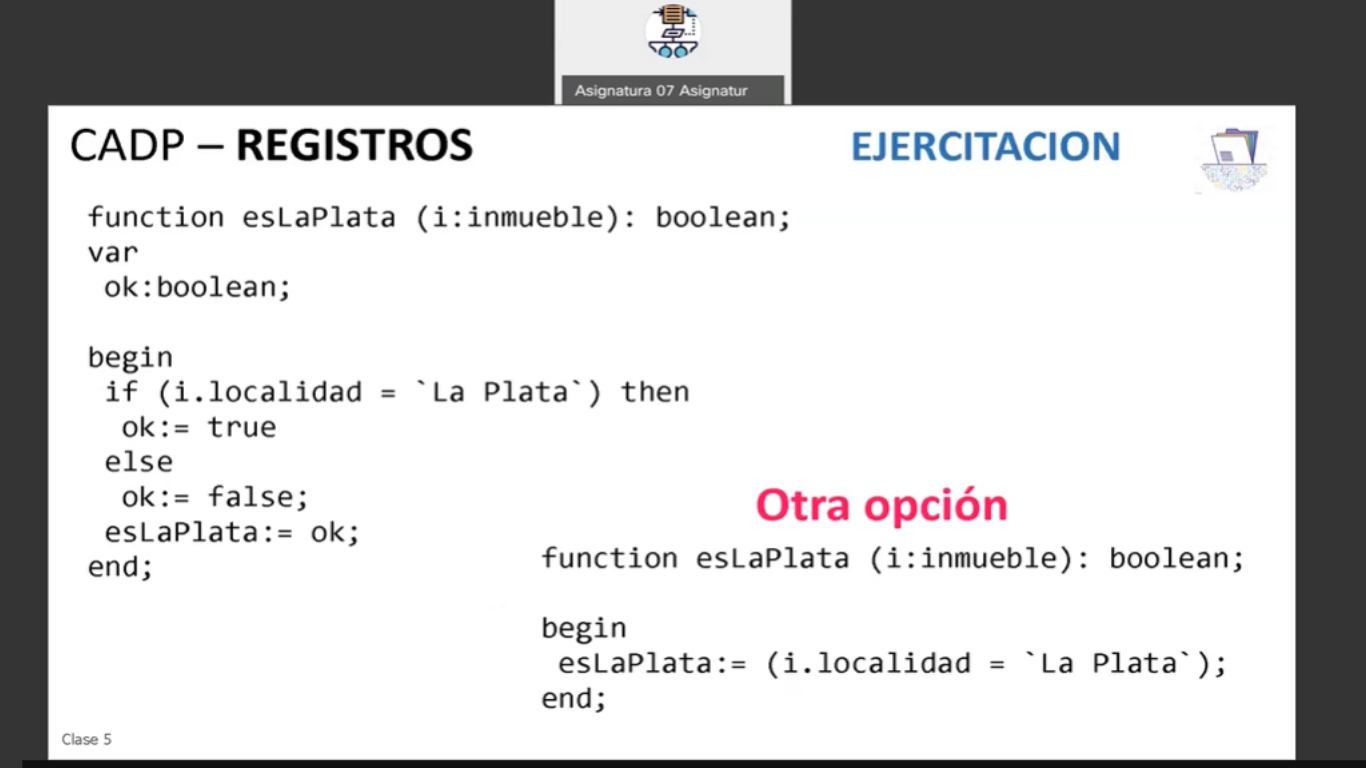 Asignatura 07 Asignatur
CADP – REGISTROS
EJERCITACION
function esLaPlata (i:inmueble): boolean;
var
ok:boolean;
begin
if (i.localidad = `La Plata`) then
ok:= true
else
ok:= false;
esLaPlata:= ok;
end;
Otra opción
function esLaPlata (i:inmueble): boolean;
begin
esLaPlata:= (i.localidad = `La Plata`);
end;
Clase 5